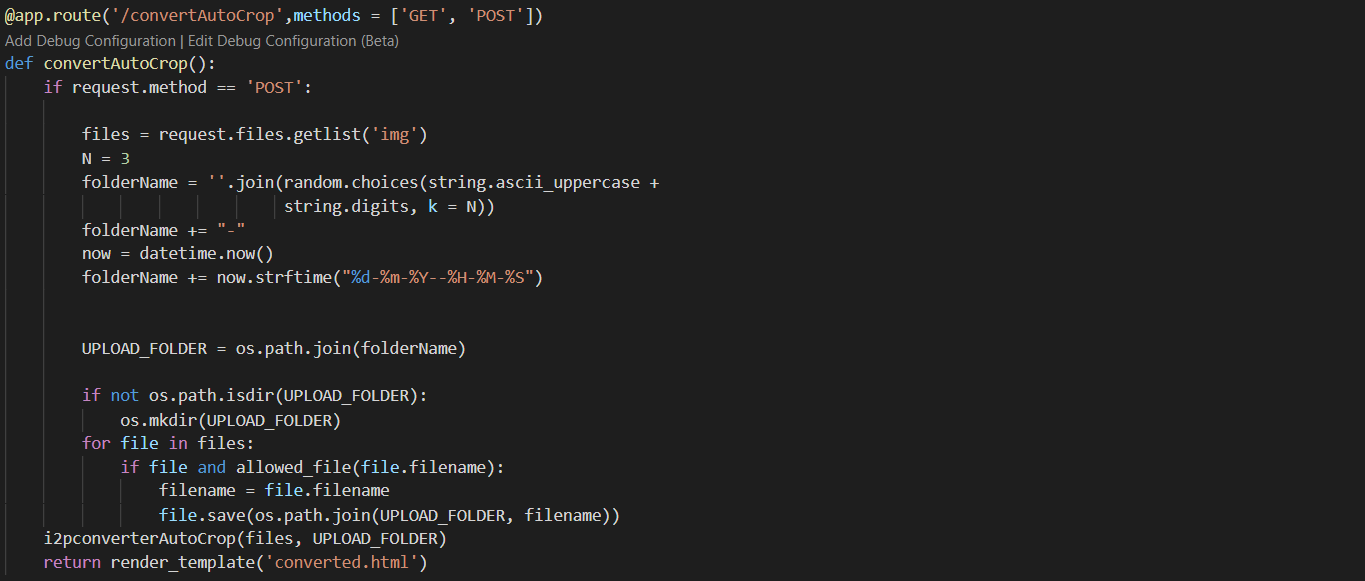 @app.route('/convertAutoCrop',methods = ['GET', 'POST'])
Add Debug Configuration | Edit Debug Configuration (Beta)
def convertAutoCrop():
    if request.method == 'POST':
        files = request.files.getlist('img')
        N = 3
        folderName = ''.join(random.choices(string.ascii_uppercase +
                             string.digits, k = N))
        folderName += "-"
        now = datetime.now()
        folderName += now.strftime("%d-%m-%Y--%H-%M-%S")
        UPLOAD_FOLDER = os.path.join(folderName)
        if not os.path.isdir(UPLOAD_FOLDER):
            os.mkdir(UPLOAD_FOLDER)
        for file in files:
            if file and allowed_file(file.filename):
                filename = file.filename
                file.save(os.path.join(UPLOAD_FOLDER, filename))
    i2pconverterAutoCrop(files, UPLOAD_FOLDER)
    return render_template('converted.html')